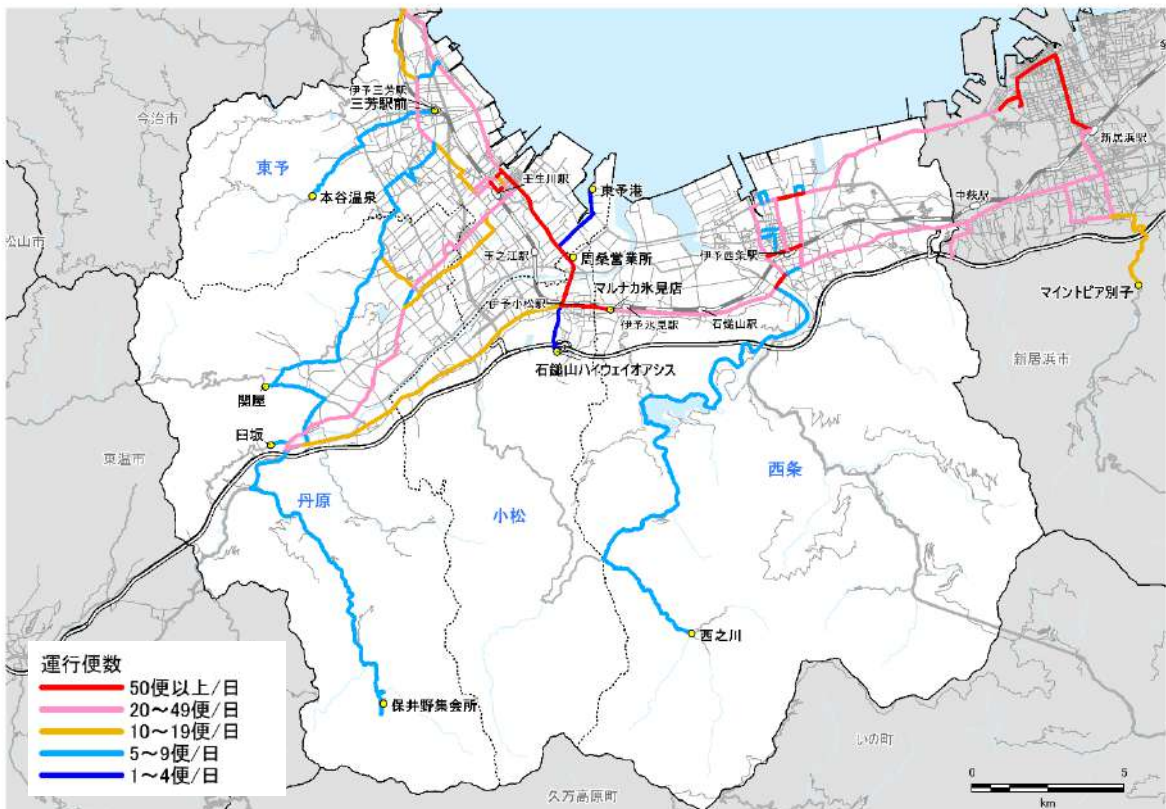 伊予三芳駅
三芳駅前
今治市
東予
本谷温泉
壬生川駅
東予港
新居浜駅
中萩駅
松山市
玉之江駅
周桑営業所
伊予西条駅
マルナカ氷見店
伊予小松駅
伊予氷見駅
石鎚山駅
マイントピア別子
石鎚山ハイウェイオアシス
新居浜市
関屋
臼坂
東温市
丹原
小松
西条
西之川
運行便数
50便以上/日
20～49便/日
10～19便/日
5～9便/日
1～4便/日
保井野集会所
いの町
久万高原町
0
5
km